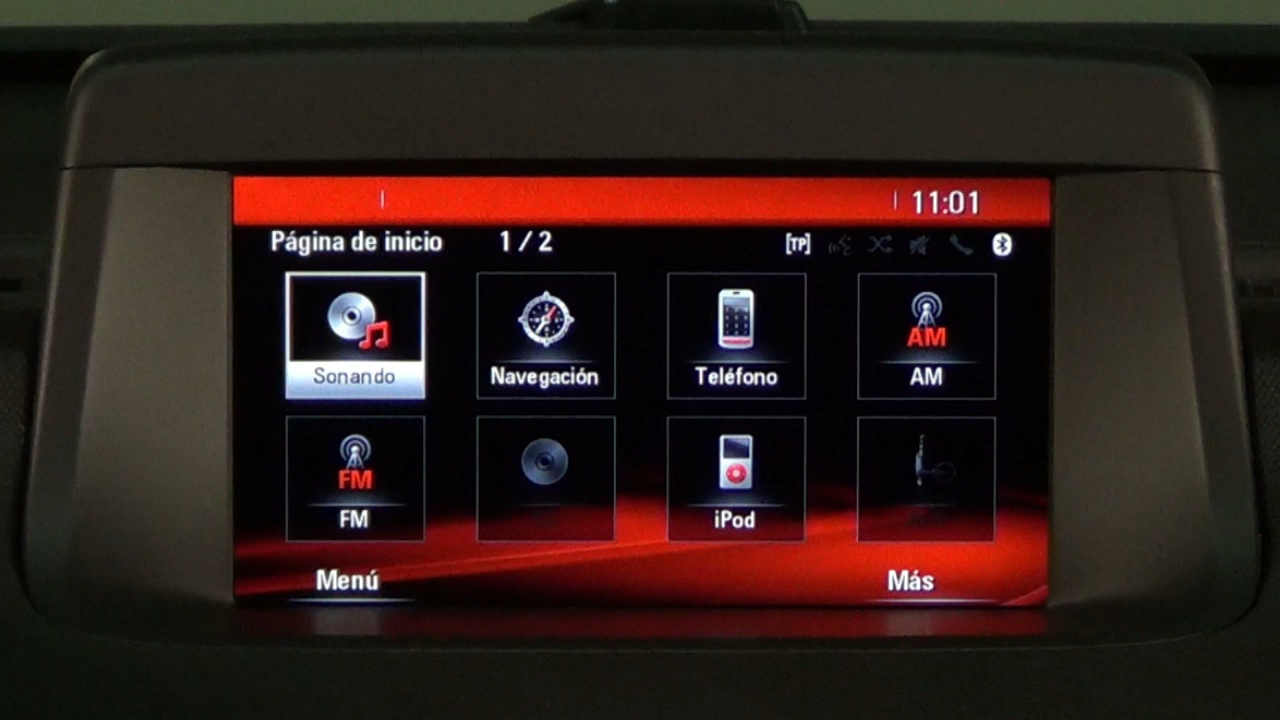 11:01
Página de inicio 1 / 2 [TP]
Sonando Navegación Teléfono AM AM
FM FM iPod
Menú Más